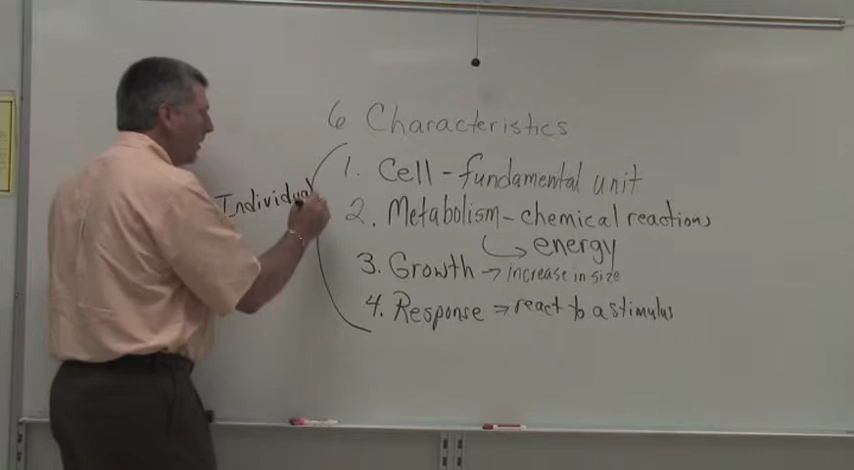 6 Characteristics
1. Cell - fundamental unit
Individual
2. Metabolism - chemical reactions
energy
3. Growth → increase in size
4. Response ⇒ react to a stimulus